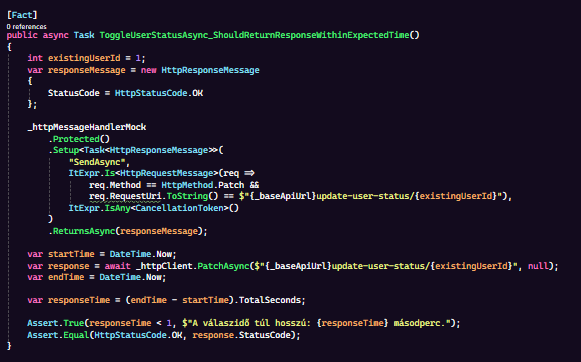 [Fact]
0 references
public async Task ToggleUserStatusAsync_ShouldReturnResponseWithinExpectedTime()
{
int existingUserId = 1;
var responseMessage = new HttpResponseMessage
{
StatusCode = HttpStatusCode.OK
};
_httpMessageHandlerMock
.Protected()
.Setup<Task<HttpResponseMessage>>(
"SendAsync",
ItExpr.Is<HttpRequestMessage>(req =>
req.Method == HttpMethod.Patch &&
req.RequestUri.ToString() == $"{_baseApiUrl}update-user-status/{existingUserId}"),
ItExpr.IsAny<CancellationToken>()
)
.ReturnsAsync(responseMessage);
var startTime = DateTime.Now;
var response = await _httpClient.PatchAsync($"{_baseApiUrl}update-user-status/{existingUserId}", null);
var endTime = DateTime.Now;
var responseTime = (endTime - startTime).TotalSeconds;
Assert.True(responseTime < 1, $"A válaszidő túl hosszú: {responseTime} másodperc.");
Assert.Equal(HttpStatusCode.OK, response.StatusCode);
}